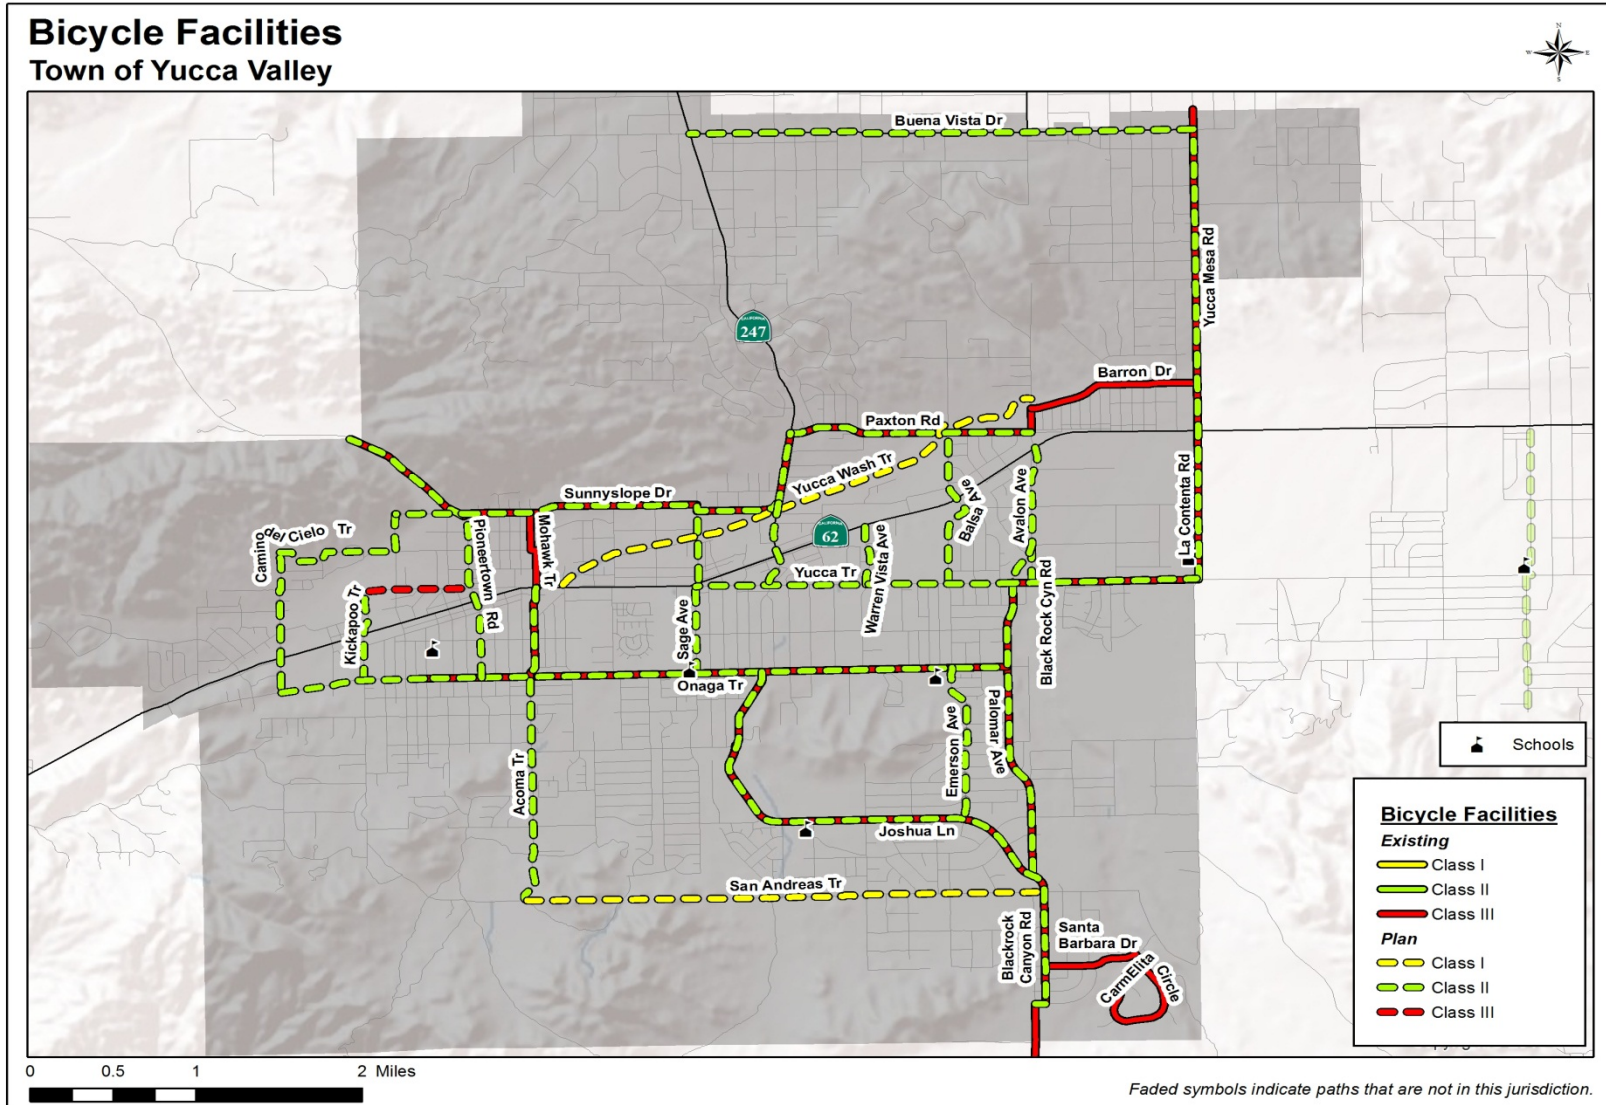 Bicycle Facilities
Town of Yucca Valley
N
W
E
S
Buena Vista Dr
Yucca Mesa Rd
CALIFORNIA
247
Barron Dr
Paxton Rd
Yucca Wash Tr
Sunnyslope Dr
Balsa Ave
Avalon Ave
La Contenta Rd
Camino
del Cielo Tr
Pionertown Rd
Mohawk Tr
CALIFORNIA
62
Yucca Tr
Warren Vista Ave
Black Rock Cyn Rd
Kickapoo Tr
Sage Ave
Onaga Tr
Emerson Ave
Palomar Ave
Acoma Tr
Joshua Ln
San Andreas Tr
Blackrock
Canyon Rd
Santa
Barbara Dr
CarmElita
Circle
Schools
Bicycle Facilities
Existing
Class I
Class II
Class III
Plan
Class I
Class II
Class III
0 0.5 1 2 Miles
Faded symbols indicate paths that are not in this jurisdiction.